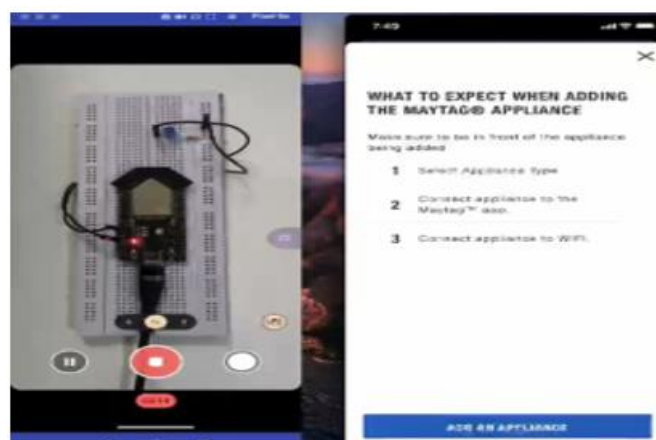 7:49
WHAT TO EXPECT WHEN ADDING
THE MAYTAG® APPLIANCE
Make sure to be in front of the appliance
being added
1 Select Appliance Type
2 Connect appliance to the
Maytag™ app.
3 Connect appliance to WiFi.
ADD AN APPLIANCE